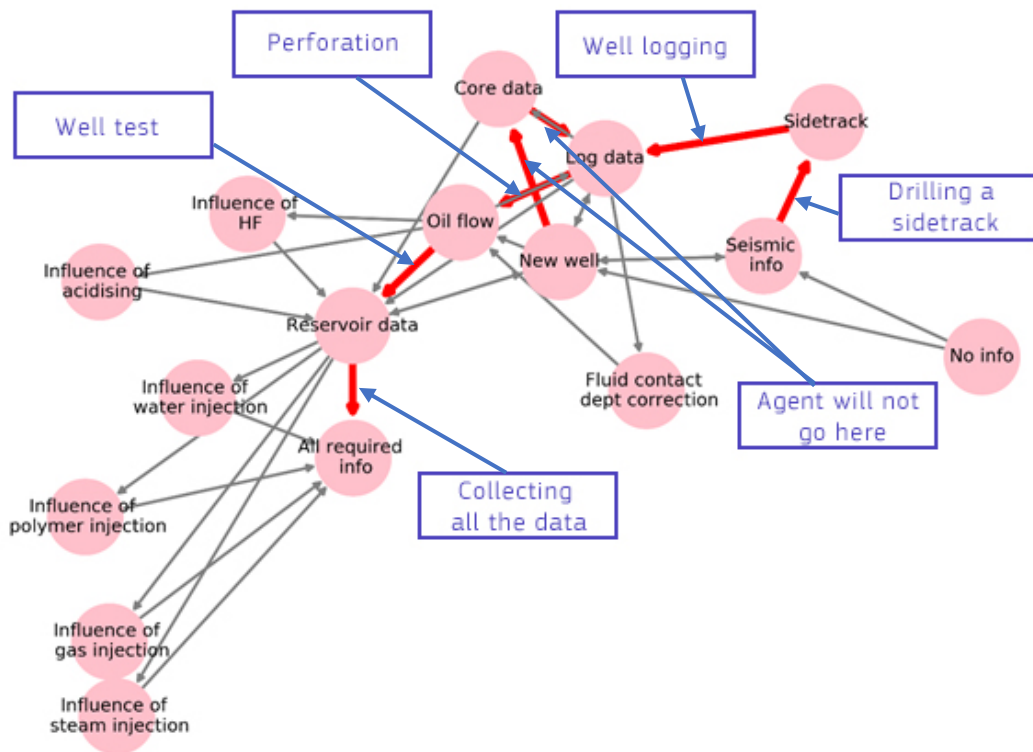 Perforation
Well logging
Core data
Well test
Sidetrack
Log data
Drilling a
sidetrack
Influence of
HF
Oil flow
Seismic
info
New well
Influence of
acidising
Reservoir data
No info
Influence of
water injection
Fluid contact
dept correction
Agent will not
go here
All required
info
Collecting
all the data
Influence of
polymer injection
Influence of
gas injection
Influence of
steam injection